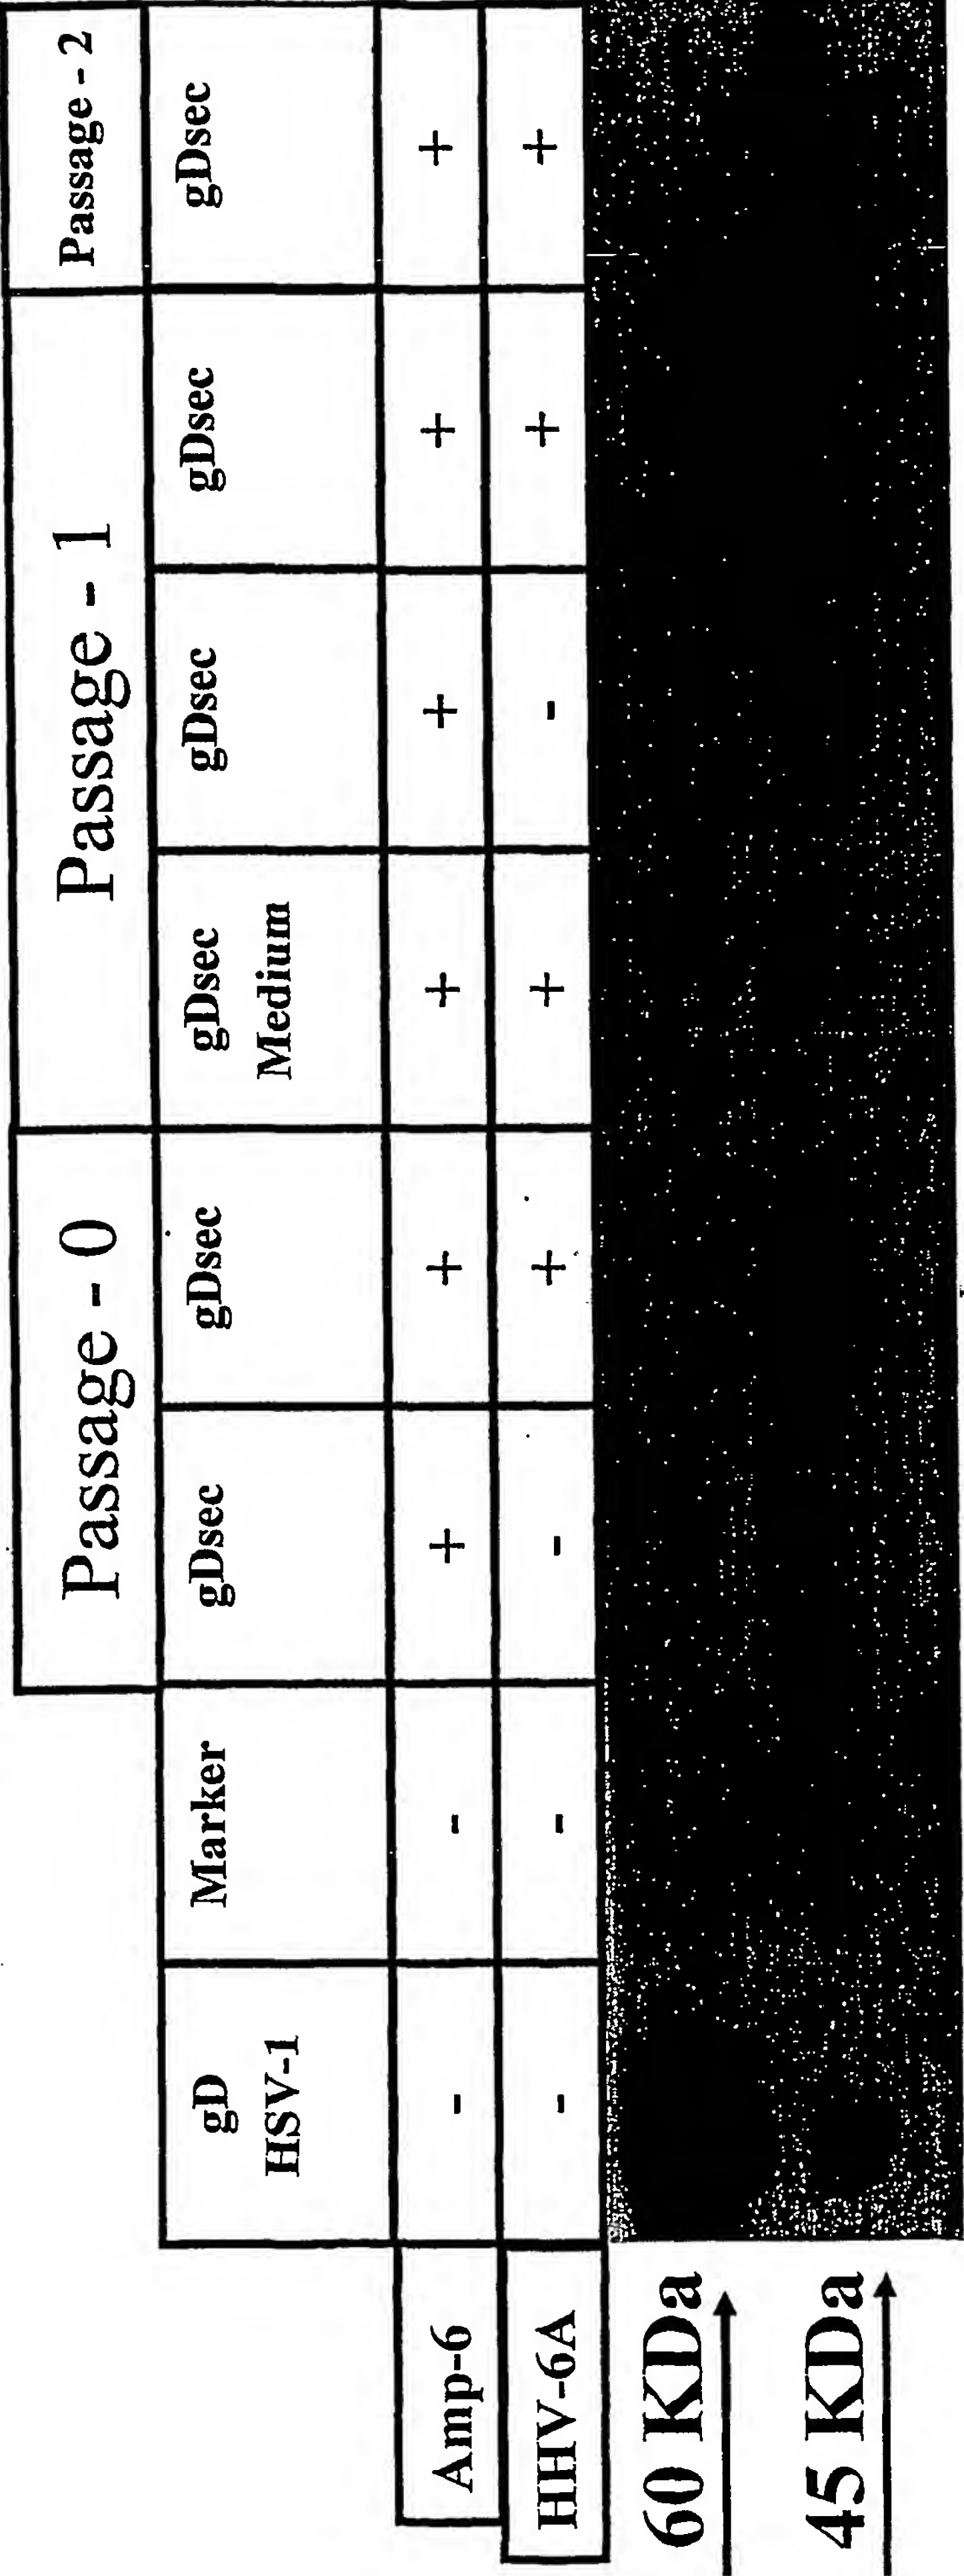 Passage - 0 Passage - 1 Passage - 2
gD Marker gDsec gDsec gDsec gDsec gDsec gDsec
HSV-1 Medium
Amp-6 - - + + + + + +
HHV-6A - - - + + - + +
60 KDa
45 KDa